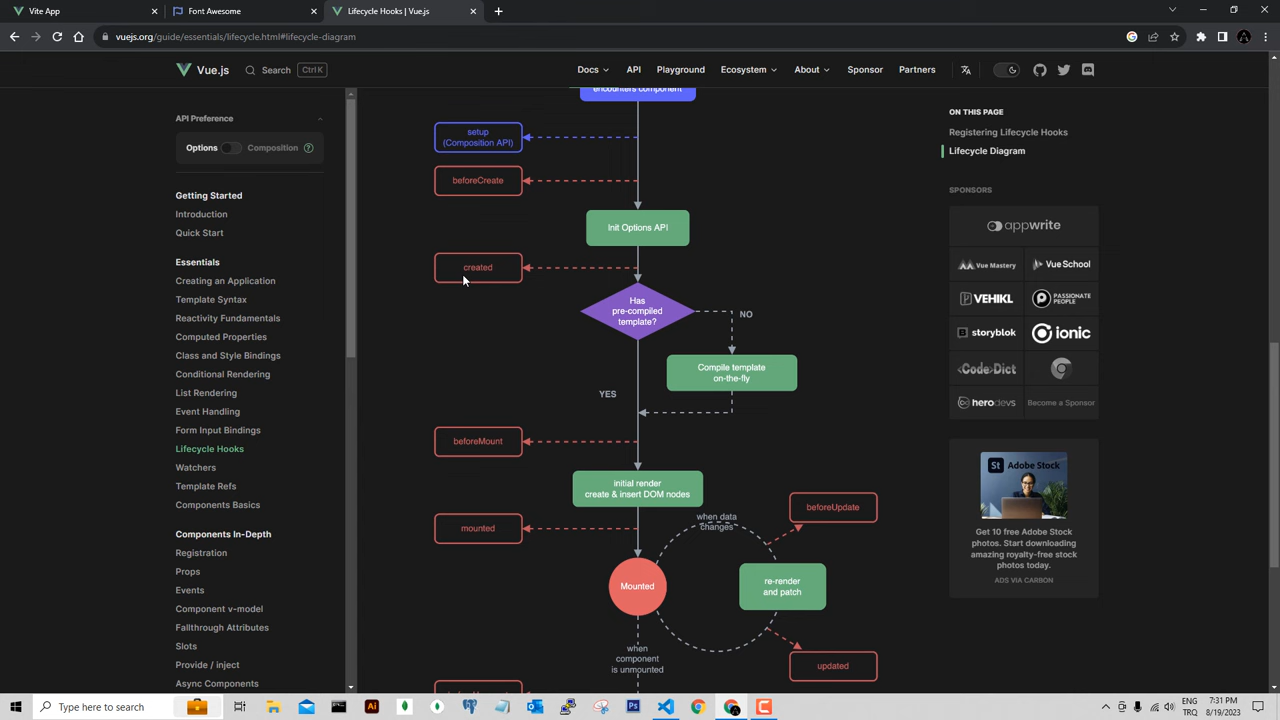 Vite App
Font Awesome
Lifecycle Hooks | Vue.js
vuejs.org/guide/essentials/lifecycle.html#lifecycle-diagram
Vue.js
Search
Ctrl K
Docs
API
Playground
Ecosystem
About
Sponsor
Partners
API Preference
Options
Composition
?
Getting Started
Introduction
Quick Start
Essentials
Creating an Application
Template Syntax
Reactivity Fundamentals
Computed Properties
Class and Style Bindings
Conditional Rendering
List Rendering
Event Handling
Form Input Bindings
Lifecycle Hooks
Watchers
Template Refs
Components Basics
Components In-Depth
Registration
Props
Events
Component v-model
Fallthrough Attributes
Slots
Provide / inject
Async Components
encounters component
setup
(Composition API)
beforeCreate
Init Options API
created
Has
pre-compiled
template?
NO
Compile template
on-the-fly
YES
beforeMount
initial render
create & insert DOM nodes
mounted
Mounted
when data
changes
beforeUpdate
re-render
and patch
updated
when
component
is unmounted
ON THIS PAGE
Registering Lifecycle Hooks
Lifecycle Diagram
SPONSORS
appwrite
Vue Mastery
Vue School
VEHIKL
PASSIONATE
PEOPLE
storyblok
ionic
CodeDict
herodevs
Become a Sponsor
St Adobe Stock
Get 10 free Adobe Stock
photos. Start downloading
amazing royalty-free stock
photos today.
ADS VIA CARBON
Type here to search
Ai
Ps
ENG
TR
7:31 PM
8/19/2023